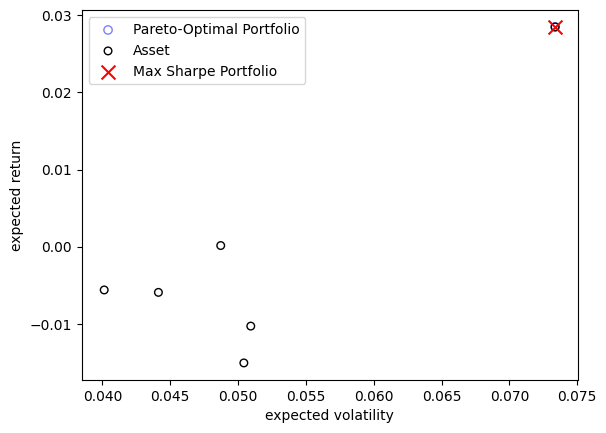 0.03
0.02
0.01
0.00
−0.01
expected return
Pareto-Optimal Portfolio
Asset
Max Sharpe Portfolio
0.040 0.045 0.050 0.055 0.060 0.065 0.070 0.075
expected volatility